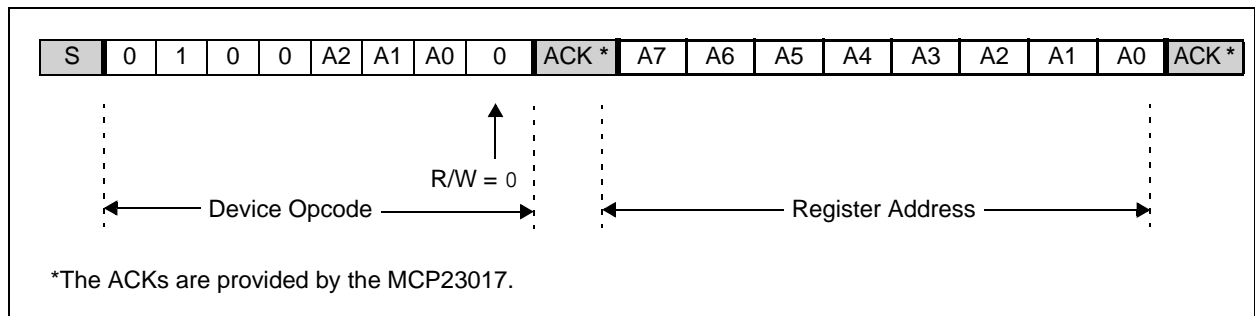 S 0 1 0 0 A2 A1 A0 0 ACK * A7 A6 A5 A4 A3 A2 A1 A0 ACK *
R/W = 0
Device Opcode Register Address
*The ACKs are provided by the MCP23017.